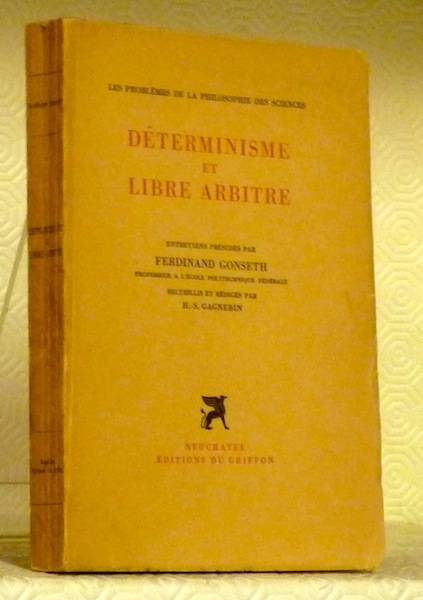 LES PROBLÈMES DE LA PHILOSOPHIE DES SCIENCES
DÉTERMINISME
ET
LIBRE ARBITRE
ENTRETIENS PRÉSIDÉS PAR
FERDINAND GONSETH
PROFESSEUR A L'ECOLE POLYTECHNIQUE FÉDÉRALE
RECUEILLIS ET RÉDIGÉS PAR
H.-S. GAGNEBIN
NEUCHATEL
ÉDITIONS DU GRIFFON